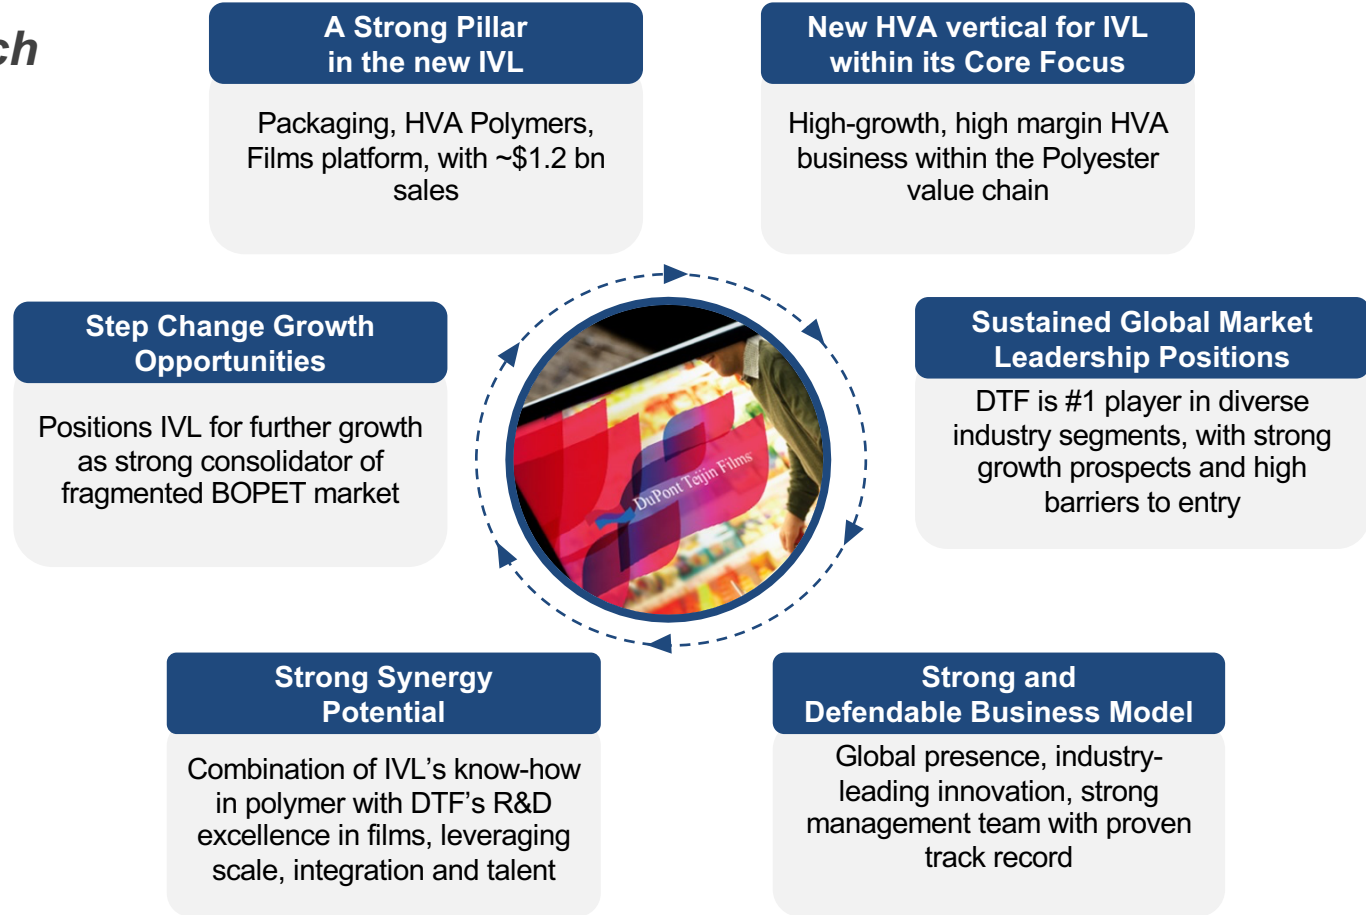 ch
A Strong Pillar
in the new IVL
Packaging, HVA Polymers,
Films platform, with ~$1.2 bn
sales
New HVA vertical for IVL
within its Core Focus
High-growth, high margin HVA
business within the Polyester
value chain
Step Change Growth
Opportunities
Positions IVL for further growth
as strong consolidator of
fragmented BOPET market
Sustained Global Market
Leadership Positions
DTF is #1 player in diverse
industry segments, with strong
growth prospects and high
barriers to entry
DuPont Teijin Films
Strong Synergy
Potential
Combination of IVL’s know-how
in polymer with DTF’s R&D
excellence in films, leveraging
scale, integration and talent
Strong and
Defendable Business Model
Global presence, industry-
leading innovation, strong
management team with proven
track record